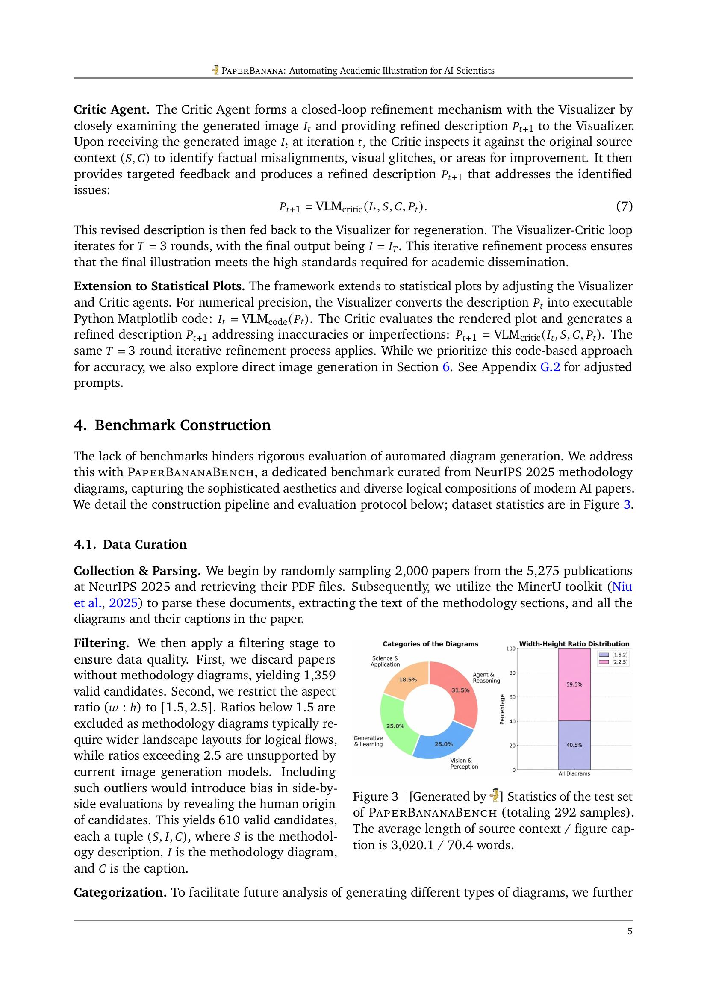 PAPERBANANA: Automating Academic Illustration for AI Scientists
Critic Agent. The Critic Agent forms a closed-loop refinement mechanism with the Visualizer by
closely examining the generated image I_t and providing refined description P_{t+1} to the Visualizer.
Upon receiving the generated image I_t at iteration t, the Critic inspects it against the original source
context (S, C) to identify factual misalignments, visual glitches, or areas for improvement. It then
provides targeted feedback and produces a refined description P_{t+1} that addresses the identified
issues:
P_{t+1} = VLM_{critic}(I_t, S, C, P_t). (7)
This revised description is then fed back to the Visualizer for regeneration. The Visualizer-Critic loop
iterates for T = 3 rounds, with the final output being I = I_T. This iterative refinement process ensures
that the final illustration meets the high standards required for academic dissemination.
Extension to Statistical Plots. The framework extends to statistical plots by adjusting the Visualizer
and Critic agents. For numerical precision, the Visualizer converts the description P_t into executable
Python Matplotlib code: I_t = VLM_{code}(P_t). The Critic evaluates the rendered plot and generates a
refined description P_{t+1} addressing inaccuracies or imperfections: P_{t+1} = VLM_{critic}(I_t, S, C, P_t). The
same T = 3 round iterative refinement process applies. While we prioritize this code-based approach
for accuracy, we also explore direct image generation in Section 6. See Appendix G.2 for adjusted
prompts.
4. Benchmark Construction
The lack of benchmarks hinders rigorous evaluation of automated diagram generation. We address
this with PAPERBANANABENCH, a dedicated benchmark curated from NeurIPS 2025 methodology
diagrams, capturing the sophisticated aesthetics and diverse logical compositions of modern AI papers.
We detail the construction pipeline and evaluation protocol below; dataset statistics are in Figure 3.
4.1. Data Curation
Collection & Parsing. We begin by randomly sampling 2,000 papers from the 5,275 publications
at NeurIPS 2025 and retrieving their PDF files. Subsequently, we utilize the MinerU toolkit (Niu
et al., 2025) to parse these documents, extracting the text of the methodology sections, and all the
diagrams and their captions in the paper.
Filtering. We then apply a filtering stage to
ensure data quality. First, we discard papers
without methodology diagrams, yielding 1,359
valid candidates. Second, we restrict the aspect
ratio (w : h) to [1.5, 2.5]. Ratios below 1.5 are
excluded as methodology diagrams typically re-
quire wider landscape layouts for logical flows,
while ratios exceeding 2.5 are unsupported by
current image generation models. Including
such outliers would introduce bias in side-by-
side evaluations by revealing the human origin
of candidates. This yields 610 valid candidates,
each a tuple (S, I, C), where S is the methodol-
ogy description, I is the methodology diagram,
and C is the caption.
Categories of the Diagrams
Science &
Application
18.5%
Agent &
Reasoning
31.5%
25.0%
Generative
& Learning
25.0%
Vision &
Perception
Width-Height Ratio Distribution
[1.5,2)
[2,2.5)
Percentage
100
80
60
40
20
0
59.5%
40.5%
All Diagrams
Figure 3 | [Generated by ] Statistics of the test set
of PAPERBANANABENCH (totaling 292 samples).
The average length of source context / figure cap-
tion is 3,020.1 / 70.4 words.
Categorization. To facilitate future analysis of generating different types of diagrams, we further
5